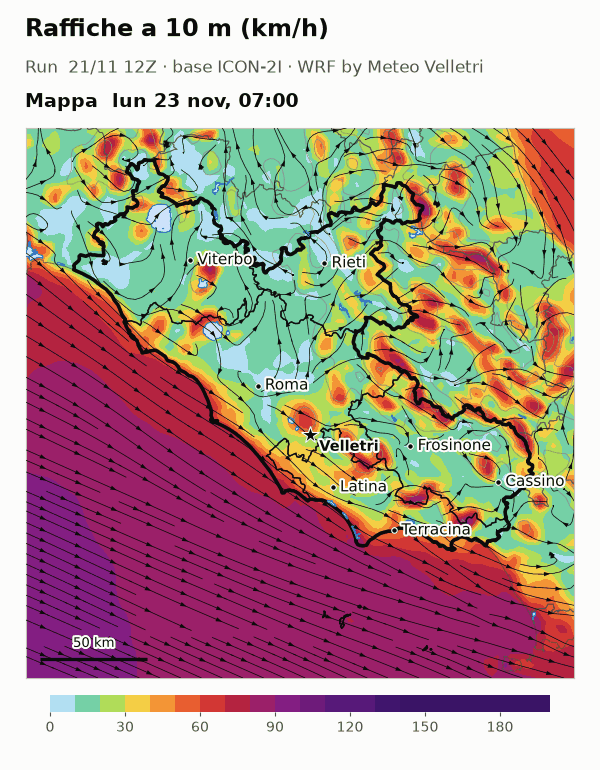 Raffiche a 10 m (km/h)
Run 21/11 12Z · base ICON-2I · WRF by Meteo Velletri
Mappa lun 23 nov, 07:00
Viterbo
Rieti
Roma
Velletri
Frosinone
Latina
Cassino
Terracina
50 km
0 30 60 90 120 150 180